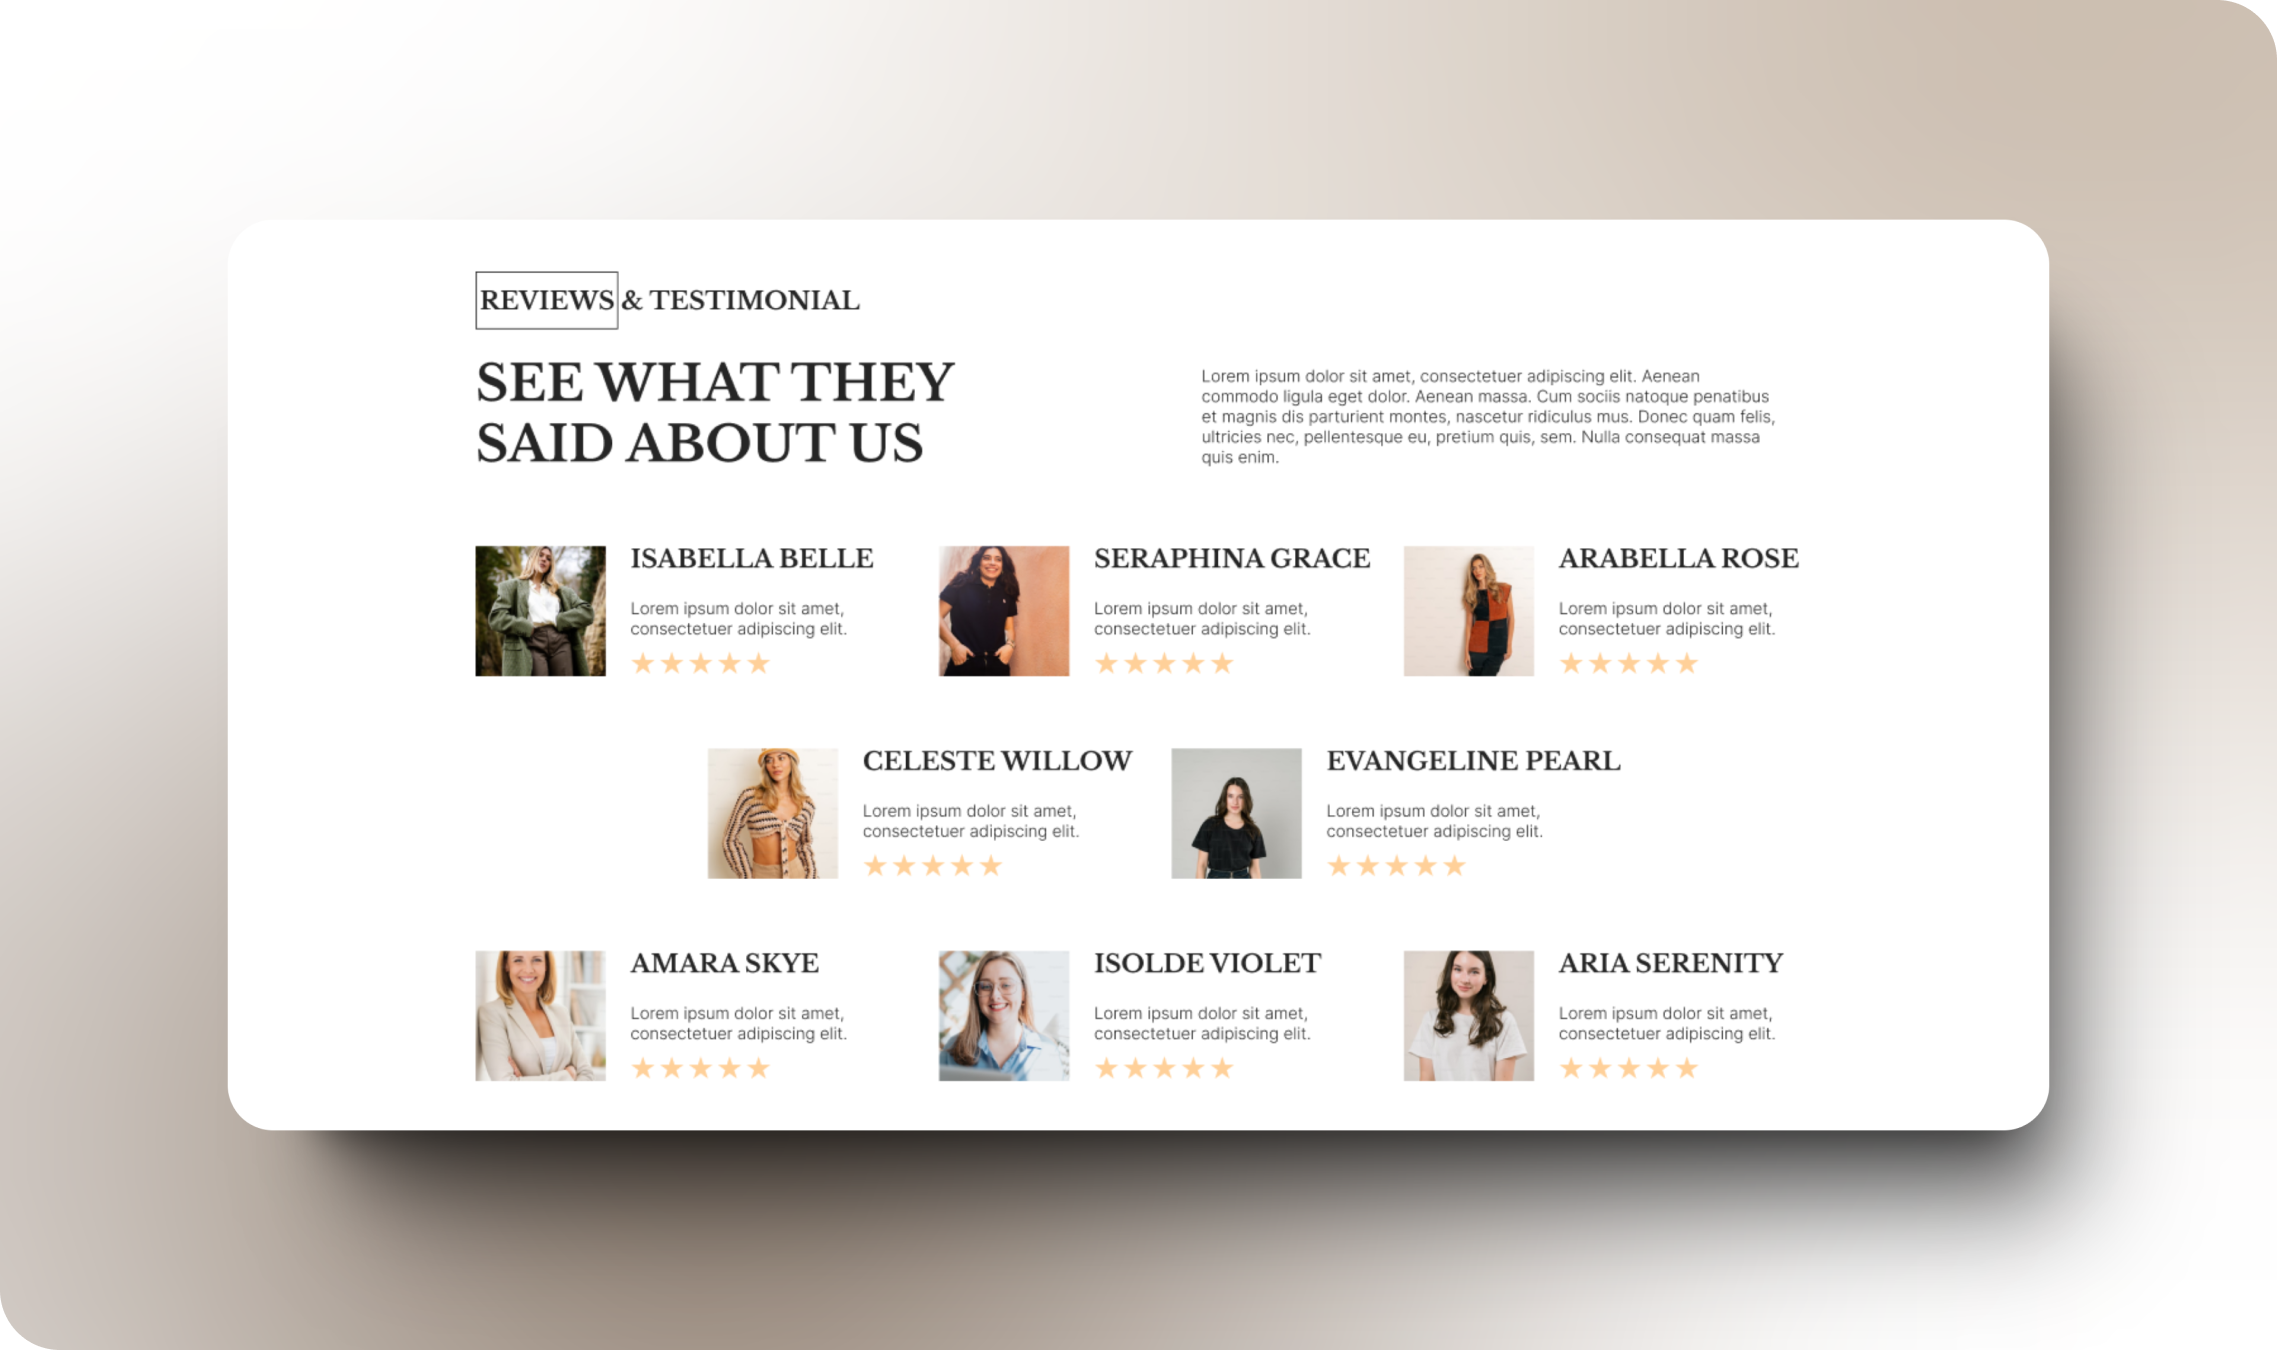 REVIEWS & TESTIMONIAL
SEE WHAT THEY
SAID ABOUT US
Lorem ipsum dolor sit amet, consectetuer adipiscing elit. Aenean
commodo ligula eget dolor. Aenean massa. Cum sociis natoque penatibus
et magnis dis parturient montes, nascetur ridiculus mus. Donec quam felis,
ultricies nec, pellentesque eu, pretium quis, sem. Nulla consequat massa
quis enim.
ISABELLA BELLE
Lorem ipsum dolor sit amet,
consectetuer adipiscing elit.
SERAPHINA GRACE
Lorem ipsum dolor sit amet,
consectetuer adipiscing elit.
ARABELLA ROSE
Lorem ipsum dolor sit amet,
consectetuer adipiscing elit.
CELESTE WILLOW
Lorem ipsum dolor sit amet,
consectetuer adipiscing elit.
EVANGELINE PEARL
Lorem ipsum dolor sit amet,
consectetuer adipiscing elit.
AMARA SKYE
Lorem ipsum dolor sit amet,
consectetuer adipiscing elit.
ISOLDE VIOLET
Lorem ipsum dolor sit amet,
consectetuer adipiscing elit.
ARIA SERENITY
Lorem ipsum dolor sit amet,
consectetuer adipiscing elit.